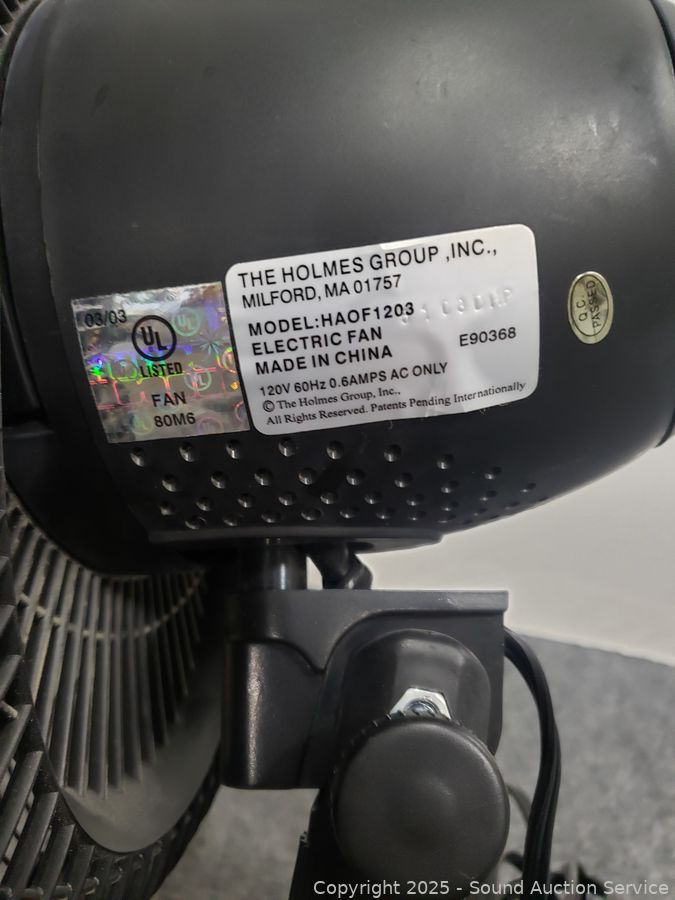 THE HOLMES GROUP ,INC.,
MILFORD, MA 01757
MODEL:HAOF1203
ELECTRIC FAN
MADE IN CHINA
E90368
120V 60Hz 0.6AMPS AC ONLY
© The Holmes Group, Inc.,
All Rights Reserved. Patents Pending Internationally
03/03
UL
LISTED
FAN
80M6
Q.C.
PASSED
Copyright 2025 - Sound Auction Service